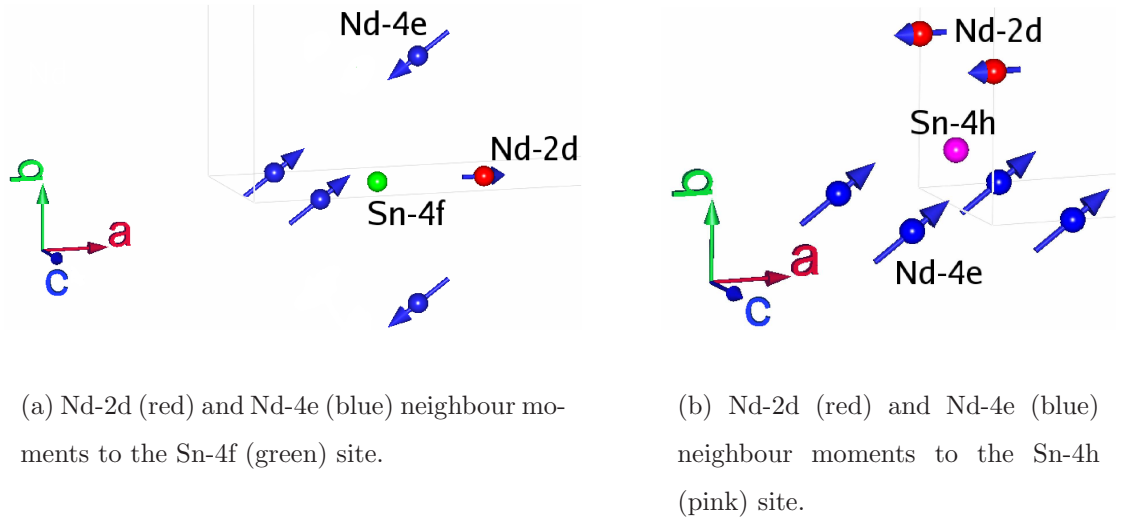 Nd-4e
Nd-2d
Sn-4f
b
a
c
Nd-2d
Sn-4h
Nd-4e
b
a
c
(a) Nd-2d (red) and Nd-4e (blue) neighbour mo-
ments to the Sn-4f (green) site.
(b) Nd-2d (red) and Nd-4e (blue)
neighbour moments to the Sn-4h
(pink) site.